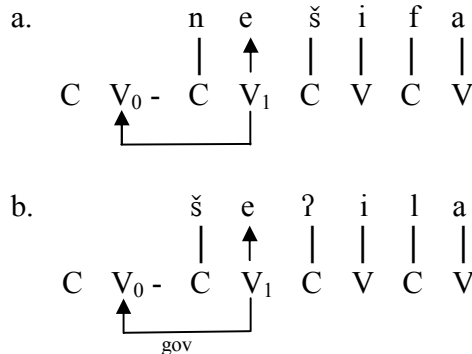 a. n e š i f a
C V₀ - C V₁ C V C V
b. š e ʔ i l a
C V₀ - C V₁ C V C V
gov